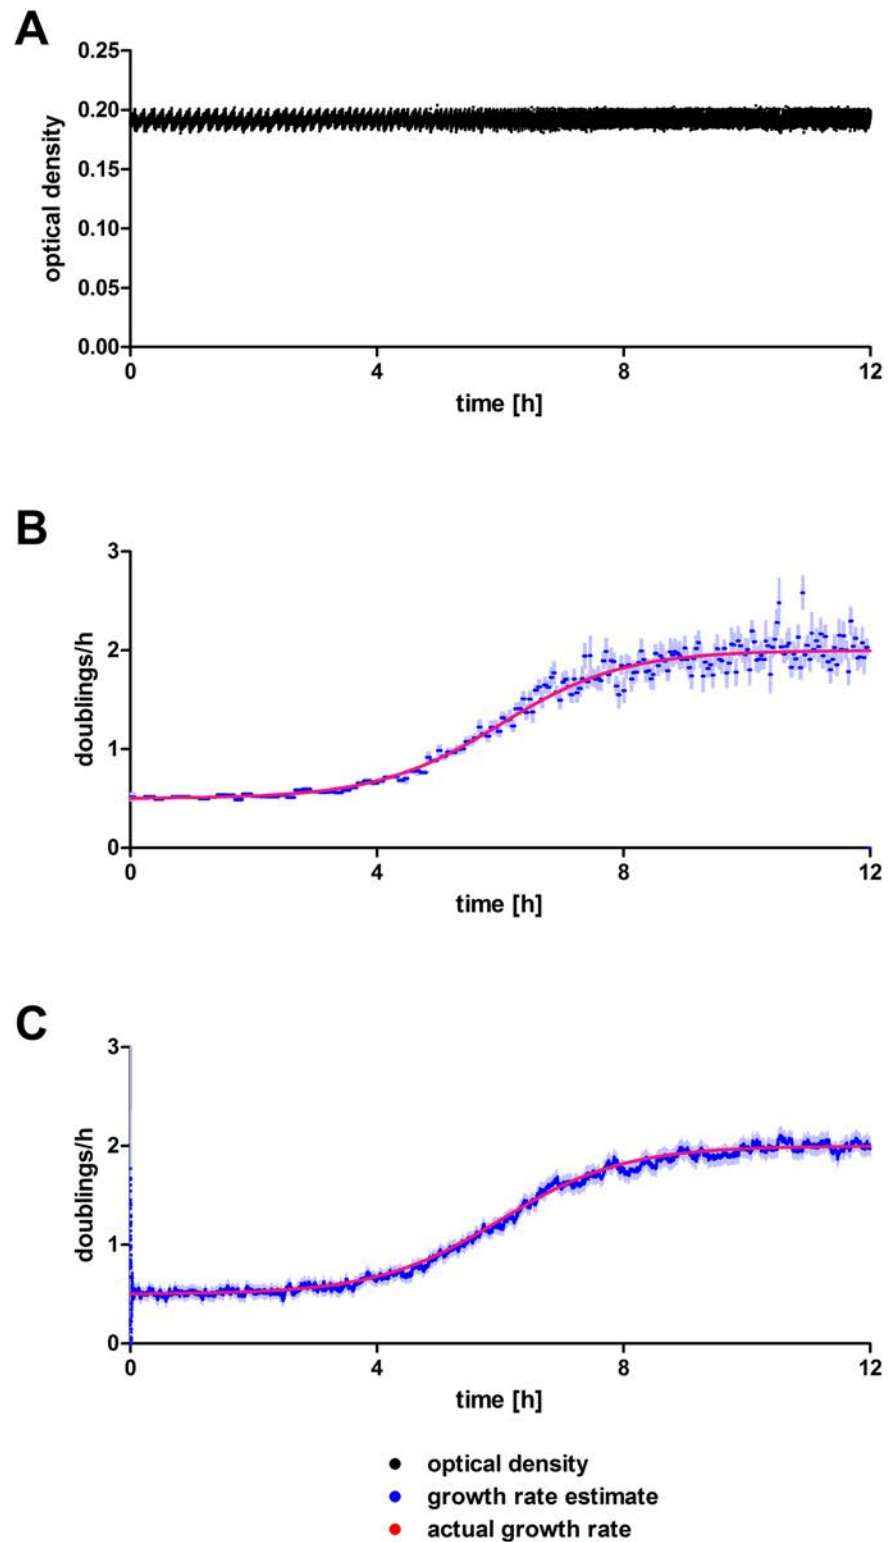 A
0.25
0.20
0.15
0.10
0.05
0.00
optical density
0 4 8 12
time [h]
B
3
2
1
0
doublings/h
0 4 8 12
time [h]
C
3
2
1
0
doublings/h
0 4 8 12
time [h]
optical density
growth rate estimate
actual growth rate